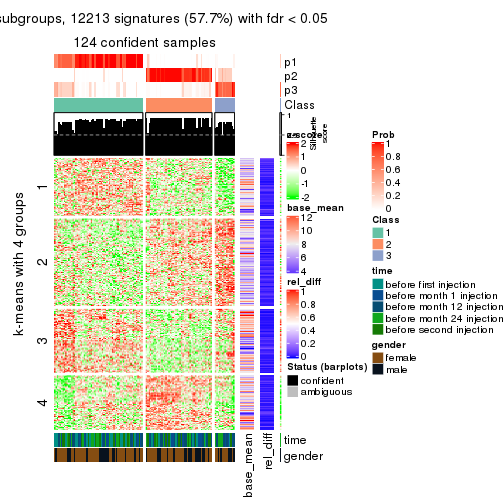 subgroups, 12213 signatures (57.7%) with fdr < 0.05
124 confident samples
p1
p2
p3
Class
1
Silhouette
score
k-means with 4 groups
1
2
3
4
time
gender
base_mean
rel_diff
z-score
2
1
0
-2
base_mean
12
10
8
6
4
rel_diff
1
0.8
0.6
0.4
0.2
0
Status (barplots)
confident
ambiguous
Prob
1
0.8
0.6
0.4
0.2
0
Class
1
2
3
time
before first injection
before month 1 injection
before month 12 injection
before month 24 injection
before second injection
gender
female
male